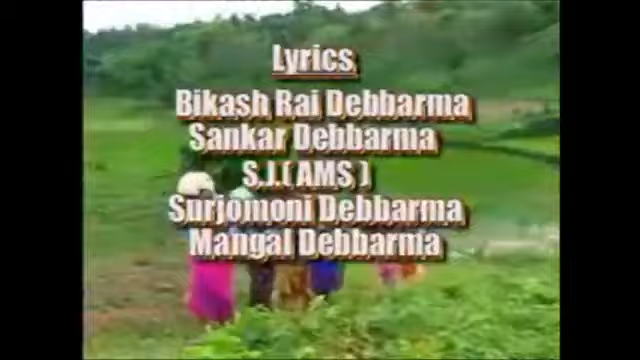 Lyrics
Bikash Rai Debbarma
Sankar Debbarma
S.J.( AMS )
Surjomoni Debbarma
Mangal Debbarma